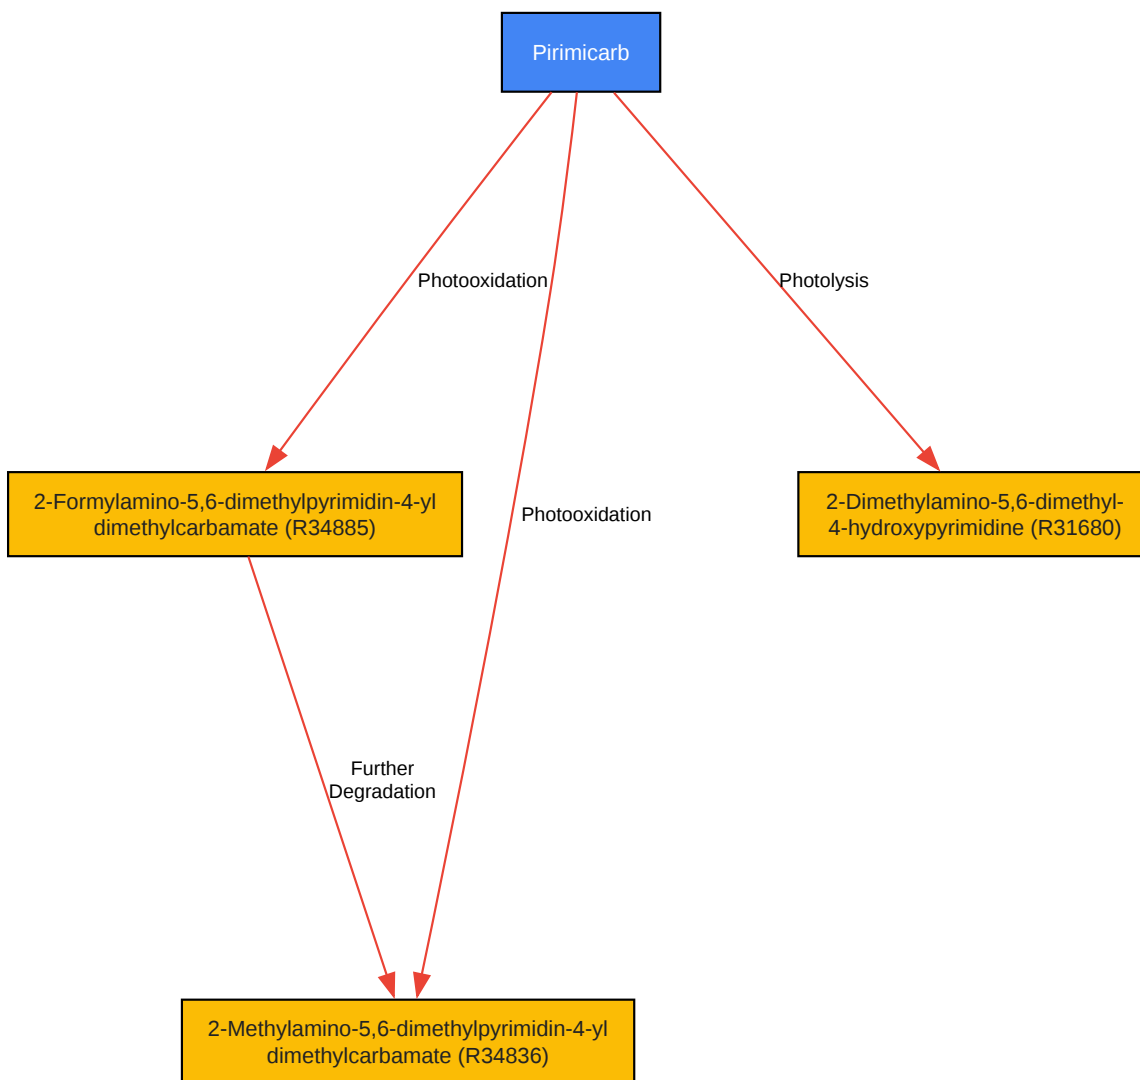 Pirimicarb
Photooxidation
Photolysis
2-Formylamino-5,6-dimethylpyrimidin-4-yl
dimethylcarbamate (R34885)
Photooxidation
2-Dimethylamino-5,6-dimethyl-
4-hydroxypyrimidine (R31680)
Further
Degradation
2-Methylamino-5,6-dimethylpyrimidin-4-yl
dimethylcarbamate (R34836)